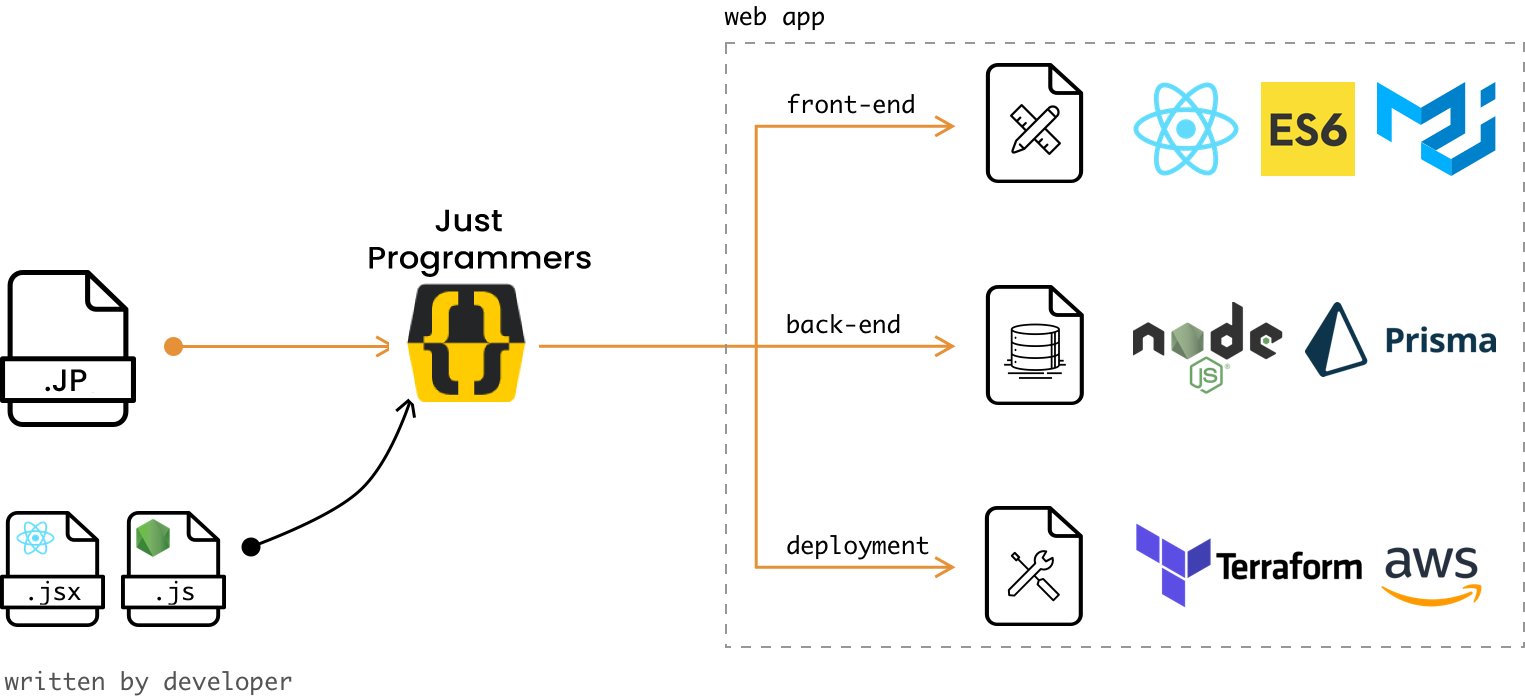 web app
front-end
ES6
Just
Programmers
.JP
back-end
node
JS
®
Prisma
deployment
Terraform
aws
.jsx
.js
written by developer